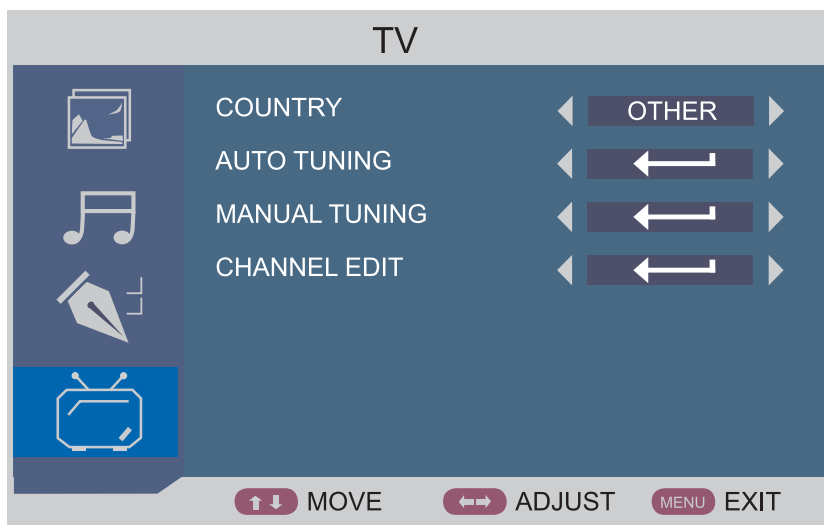 TV
COUNTRY OTHER
AUTO TUNING
MANUAL TUNING
CHANNEL EDIT
MOVE ADJUST MENU EXIT